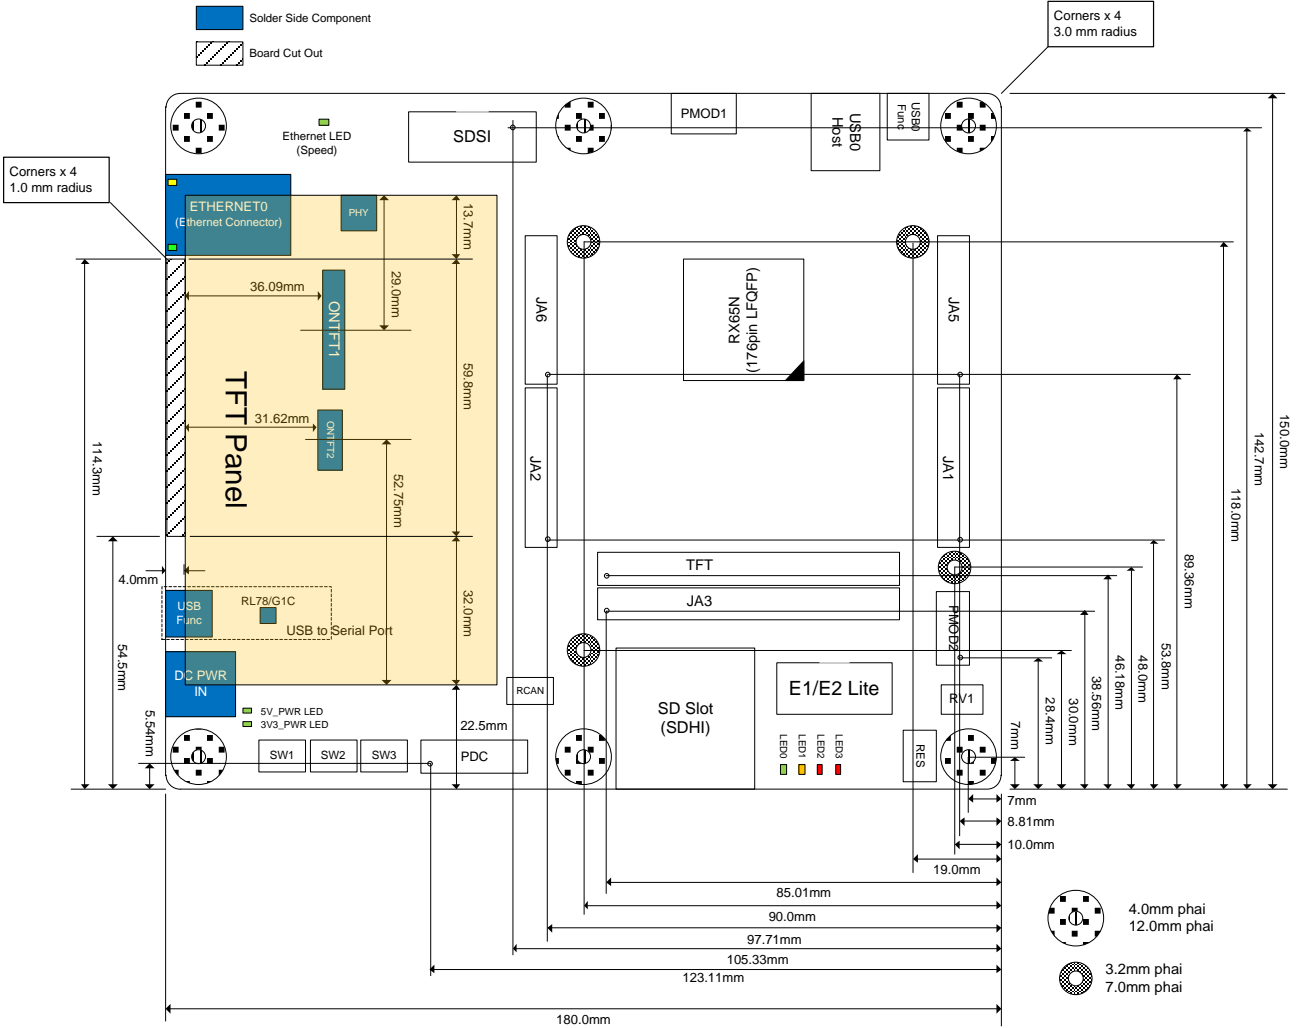 Solder Side Component
Board Cut Out
Corners x 4
3.0 mm radius
Corners x 4
1.0 mm radius
Ethernet LED
(Speed)
SDSI
PMOD1
USB0
Host
USB0
Func
ETHERNET0
(Ethernet Connector)
PHY
13.7mm
36.09mm
29.0mm
ONTFT1
JA6
RX65N
(176pin LFQFP)
JA5
TFT Panel
59.8mm
31.62mm
ONTFT2
52.75mm
JA2
JA1
114.3mm
150.0mm
142.7mm
118.0mm
89.36mm
53.8mm
48.0mm
46.18mm
38.56mm
30.0mm
28.4mm
7mm
TFT
JA3
4.0mm
USB
Func
RL78/G1C
USB to Serial Port
32.0mm
54.5mm
PMOD2
DC PWR
IN
RCAN
SD Slot
(SDHI)
E1/E2 Lite
RV1
5V_PWR LED
3V3_PWR LED
22.5mm
5.54mm
SW1
SW2
SW3
PDC
LED0
LED1
LED2
LED3
RES
7mm
8.81mm
10.0mm
19.0mm
85.01mm
90.0mm
97.71mm
105.33mm
123.11mm
180.0mm
4.0mm phai
12.0mm phai
3.2mm phai
7.0mm phai